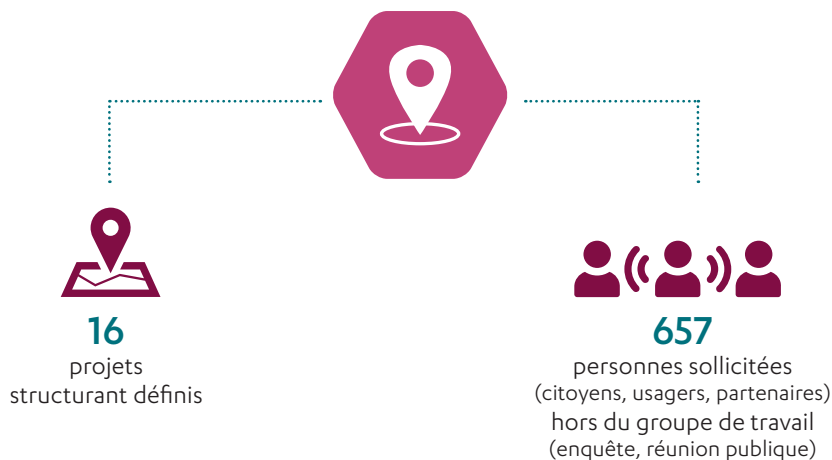 16
projets
structurant définis
657
personnes sollicitées
(citoyens, usagers, partenaires)
hors du groupe de travail
(enquête, réunion publique)